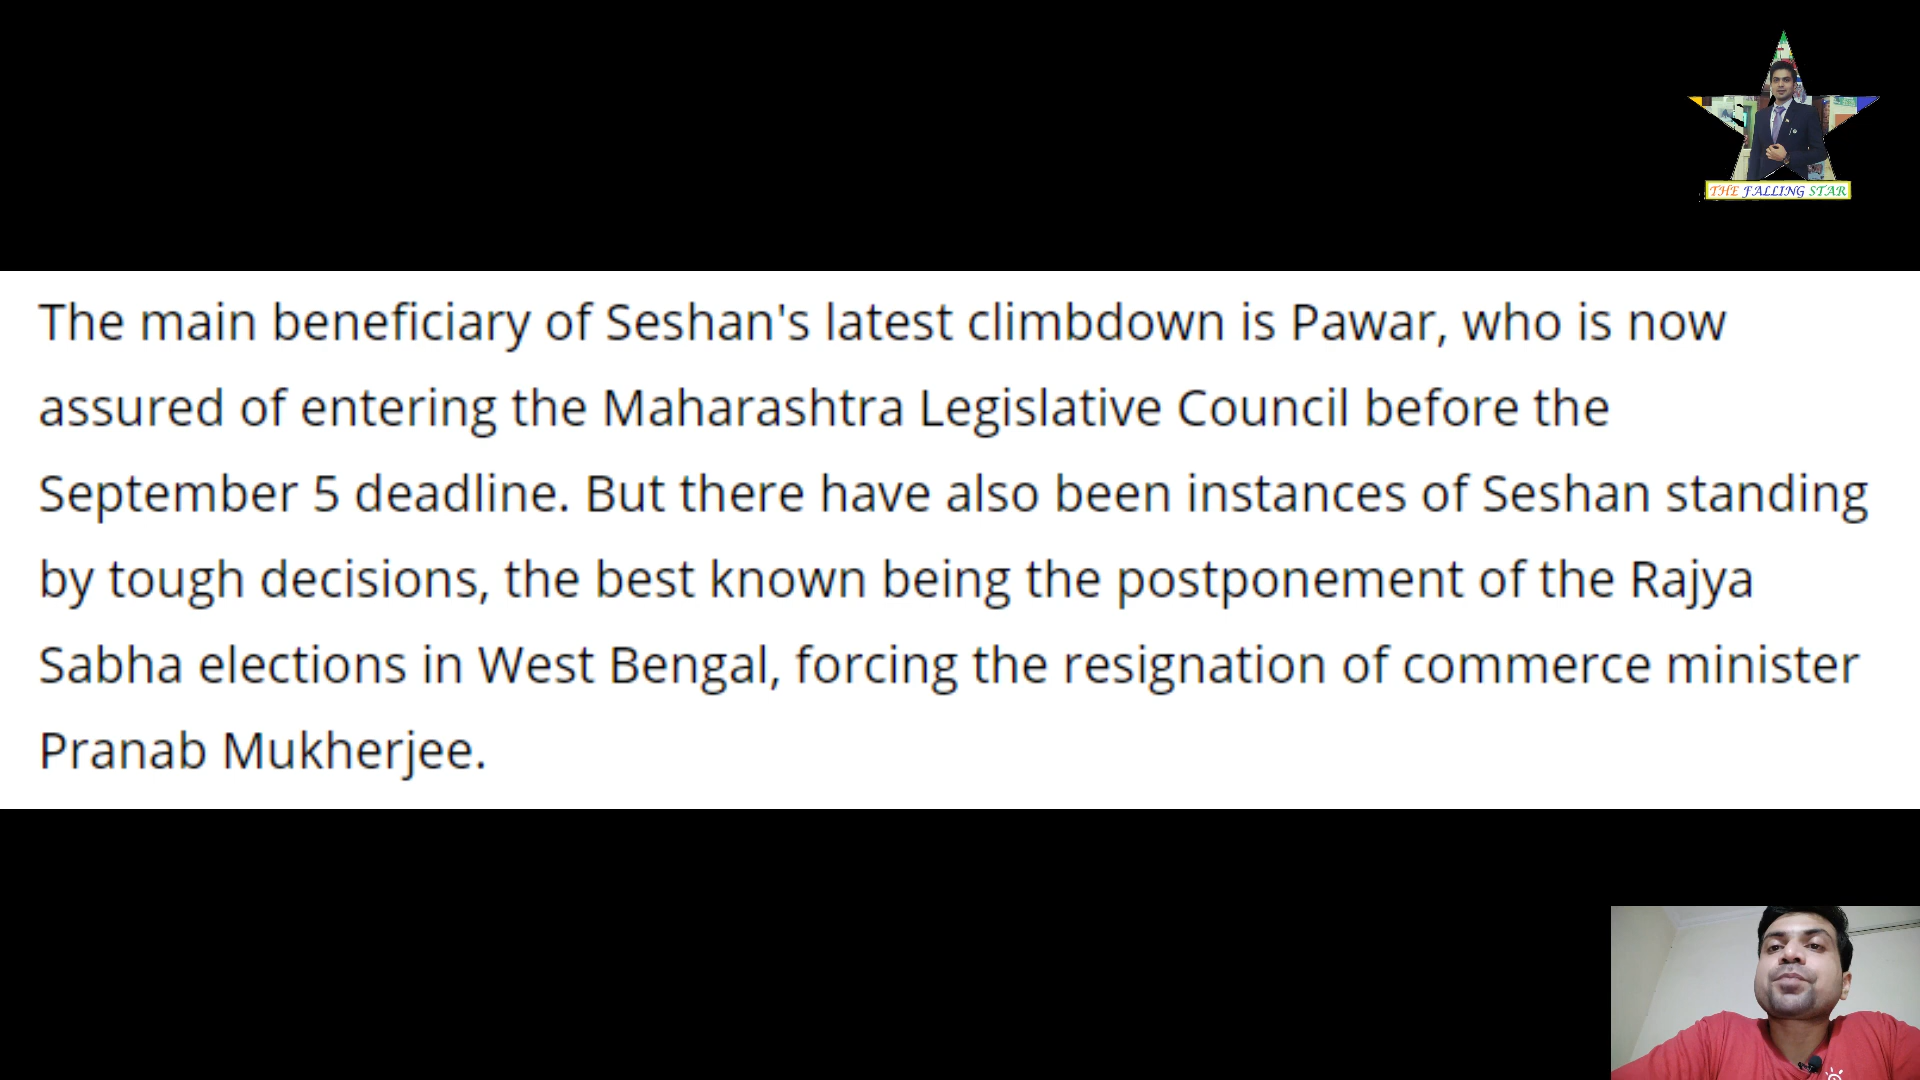 THE FALLING STAR
The main beneficiary of Seshan's latest climbdown is Pawar, who is now
assured of entering the Maharashtra Legislative Council before the
September 5 deadline. But there have also been instances of Seshan standing
by tough decisions, the best known being the postponement of the Rajya
Sabha elections in West Bengal, forcing the resignation of commerce minister
Pranab Mukherjee.